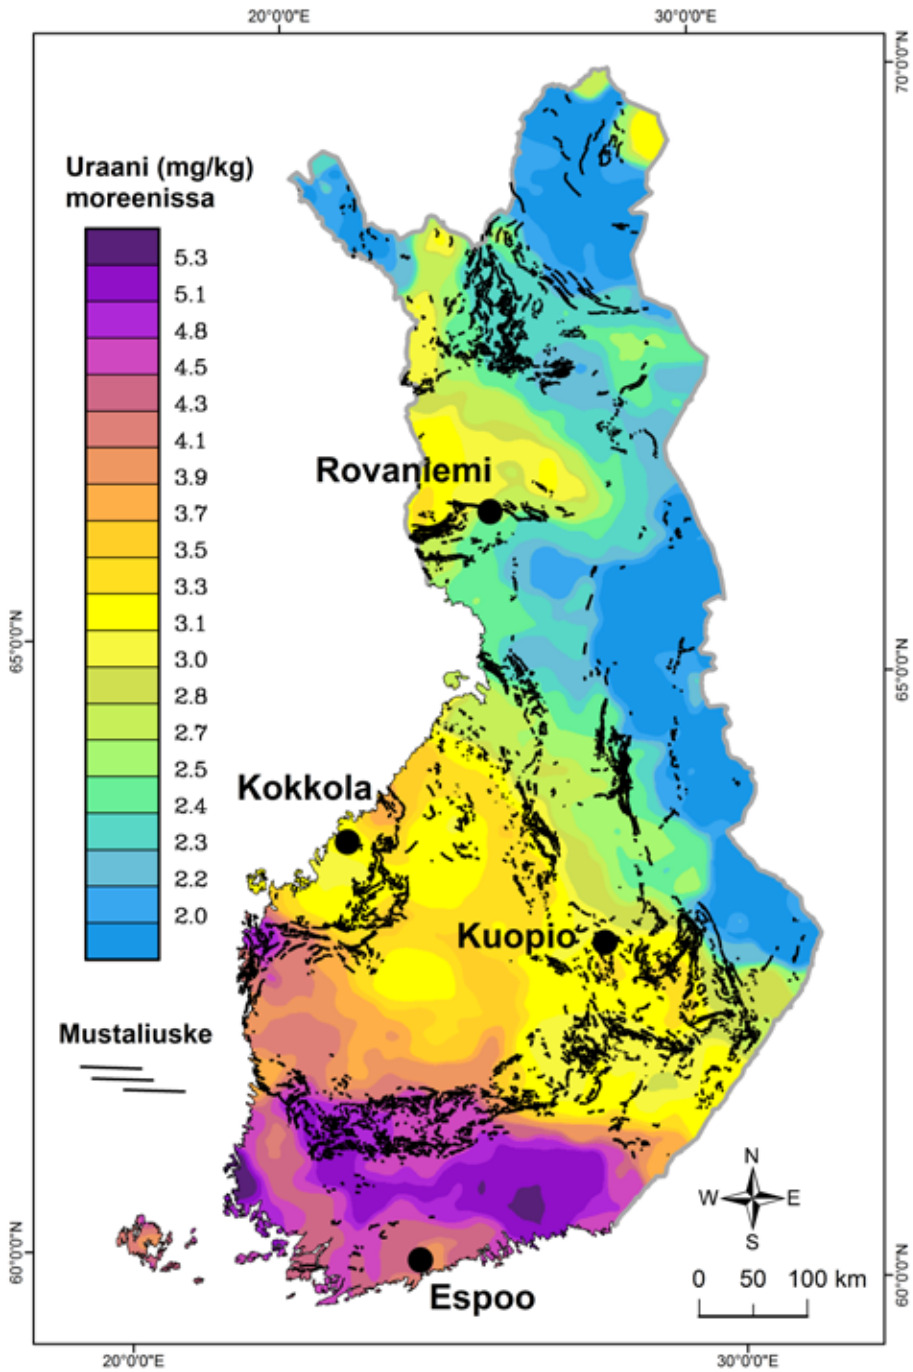 20°0'0"E
30°0'0"E
70°0'0"N
Uraani (mg/kg)
moreenissa
5.3
5.1
4.8
4.5
4.3
4.1
3.9
3.7
3.5
3.3
3.1
3.0
2.8
2.7
2.5
2.4
2.3
2.2
2.0
Rovaniemi
65°0'0"N
65°0'0"N
Kokkola
Kuopio
Mustaliuske
N
W
E
S
60°0'0"N
60°0'0"N
0 50 100 km
Espoo
20°0'0"E
30°0'0"E